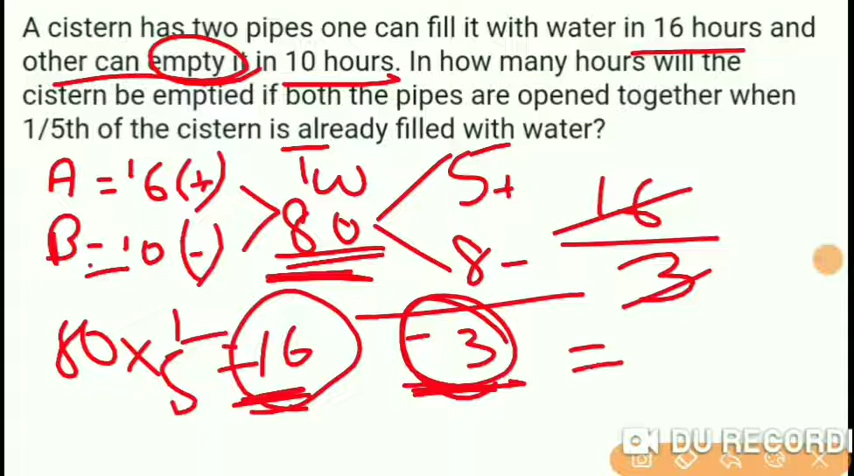 A cistern has two pipes one can fill it with water in 16 hours and
other can empty it in 10 hours. In how many hours will the
cistern be emptied if both the pipes are opened together when
1/5th of the cistern is already filled with water?
A = 16 (+) TW 5+ 16
B = 10 (-) 80 8- 3
80 x 1/5 = 16 -3 =
DU RECORD